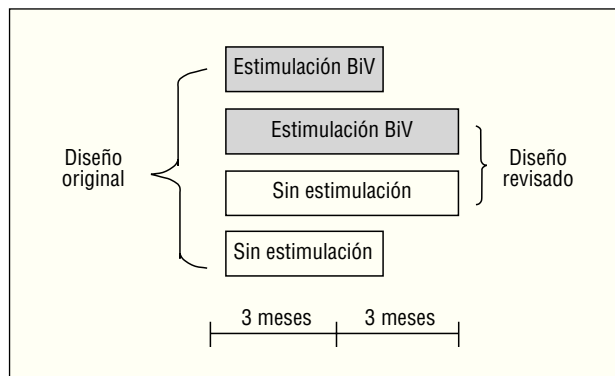 Estimulación BiV
Estimulación BiV
Diseño
original
Diseño
revisado
Sin estimulación
Sin estimulación
3 meses 3 meses